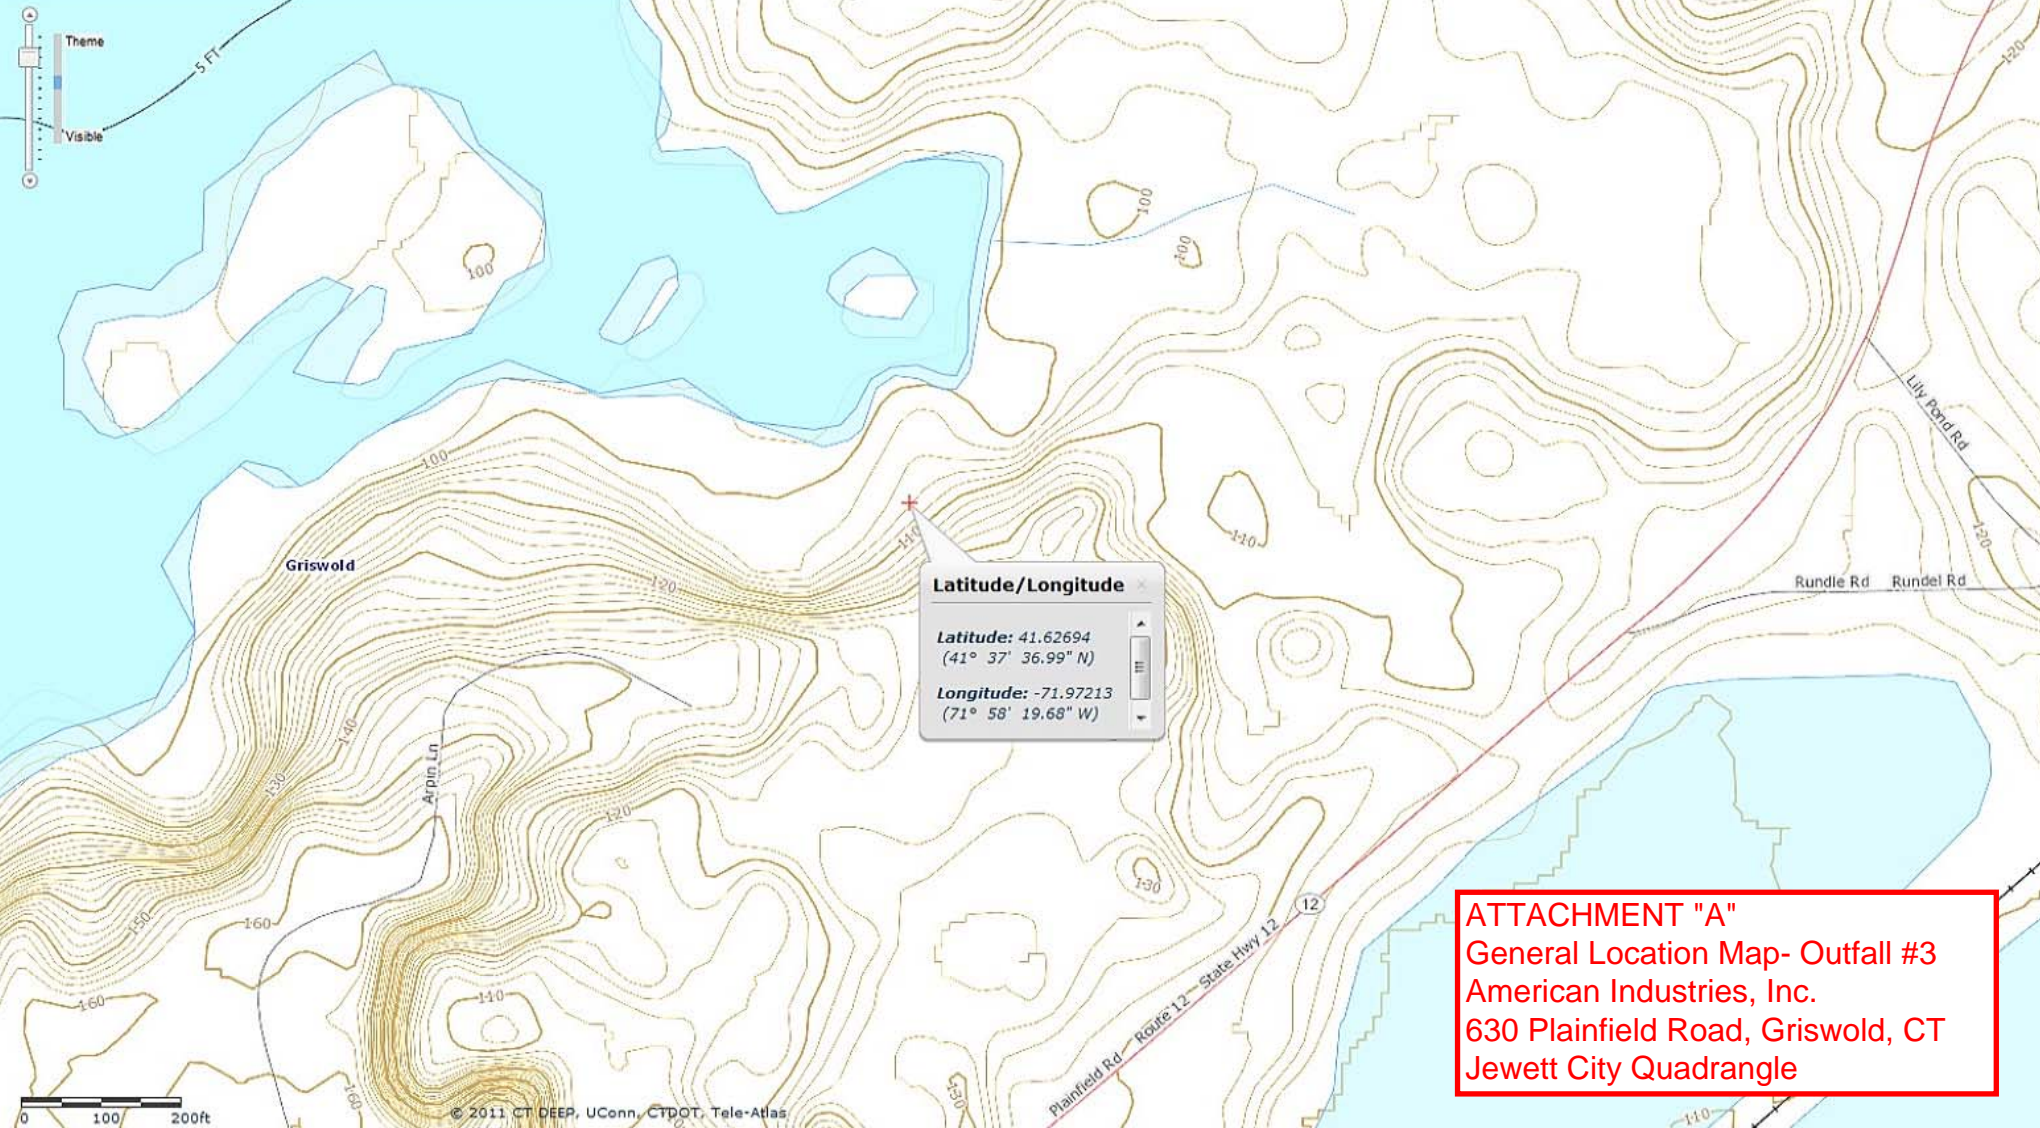 Theme
5 FT
Visible
120
100
100
100
100
Lily Pond Rd
110
110
120
Griswold
120
Rundle Rd
Rundel Rd
Latitude/Longitude
Latitude: 41.62694
(41° 37' 36.99" N)
Longitude: -71.97213
(71° 58' 19.68" W)
140
130
Arpin Ln
120
130
150
160
12
160
110
Plainfield Rd - Route 12 - State Hwy 12
160
130
110
ATTACHMENT "A"
General Location Map- Outfall #3
American Industries, Inc.
630 Plainfield Road, Griswold, CT
Jewett City Quadrangle
0 100 200ft
© 2011 CT DEEP, UConn, CTDOT, Tele-Atlas